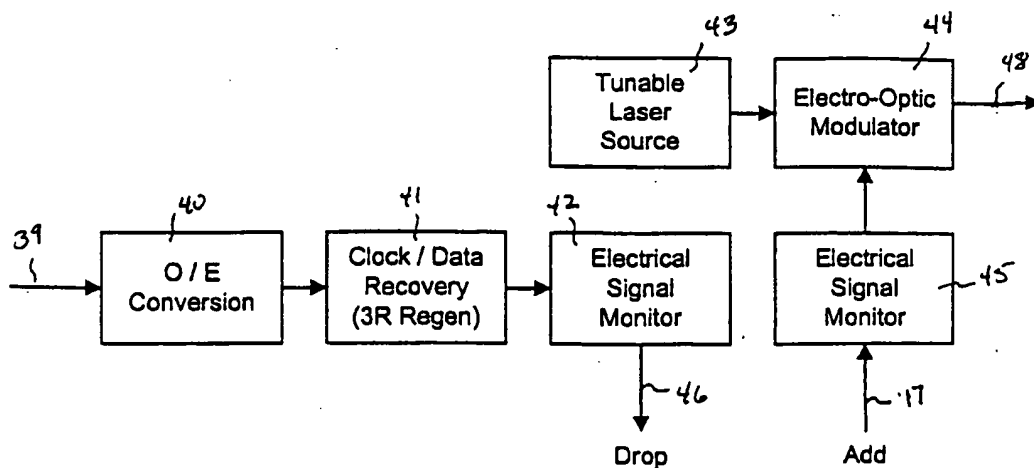 43
44
Tunable
Laser
Source
Electro-Optic
Modulator
48
39
40
O / E
Conversion
41
Clock / Data
Recovery
(3R Regen)
42
Electrical
Signal
Monitor
Electrical
Signal
Monitor
45
46
Drop
Add